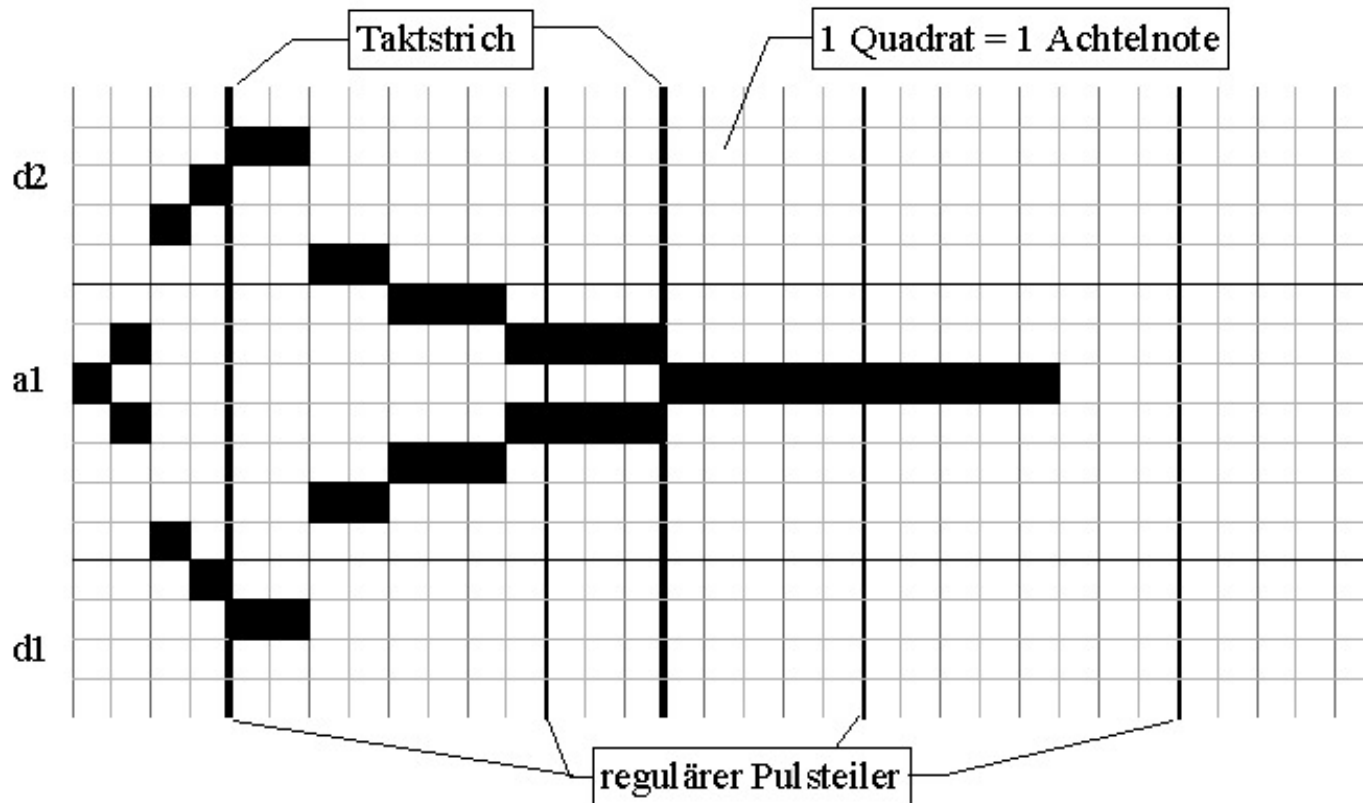 Taktstrich
1 Quadrat = 1 Achtelnote
d2
a1
d1
regulärer Pulsteiler